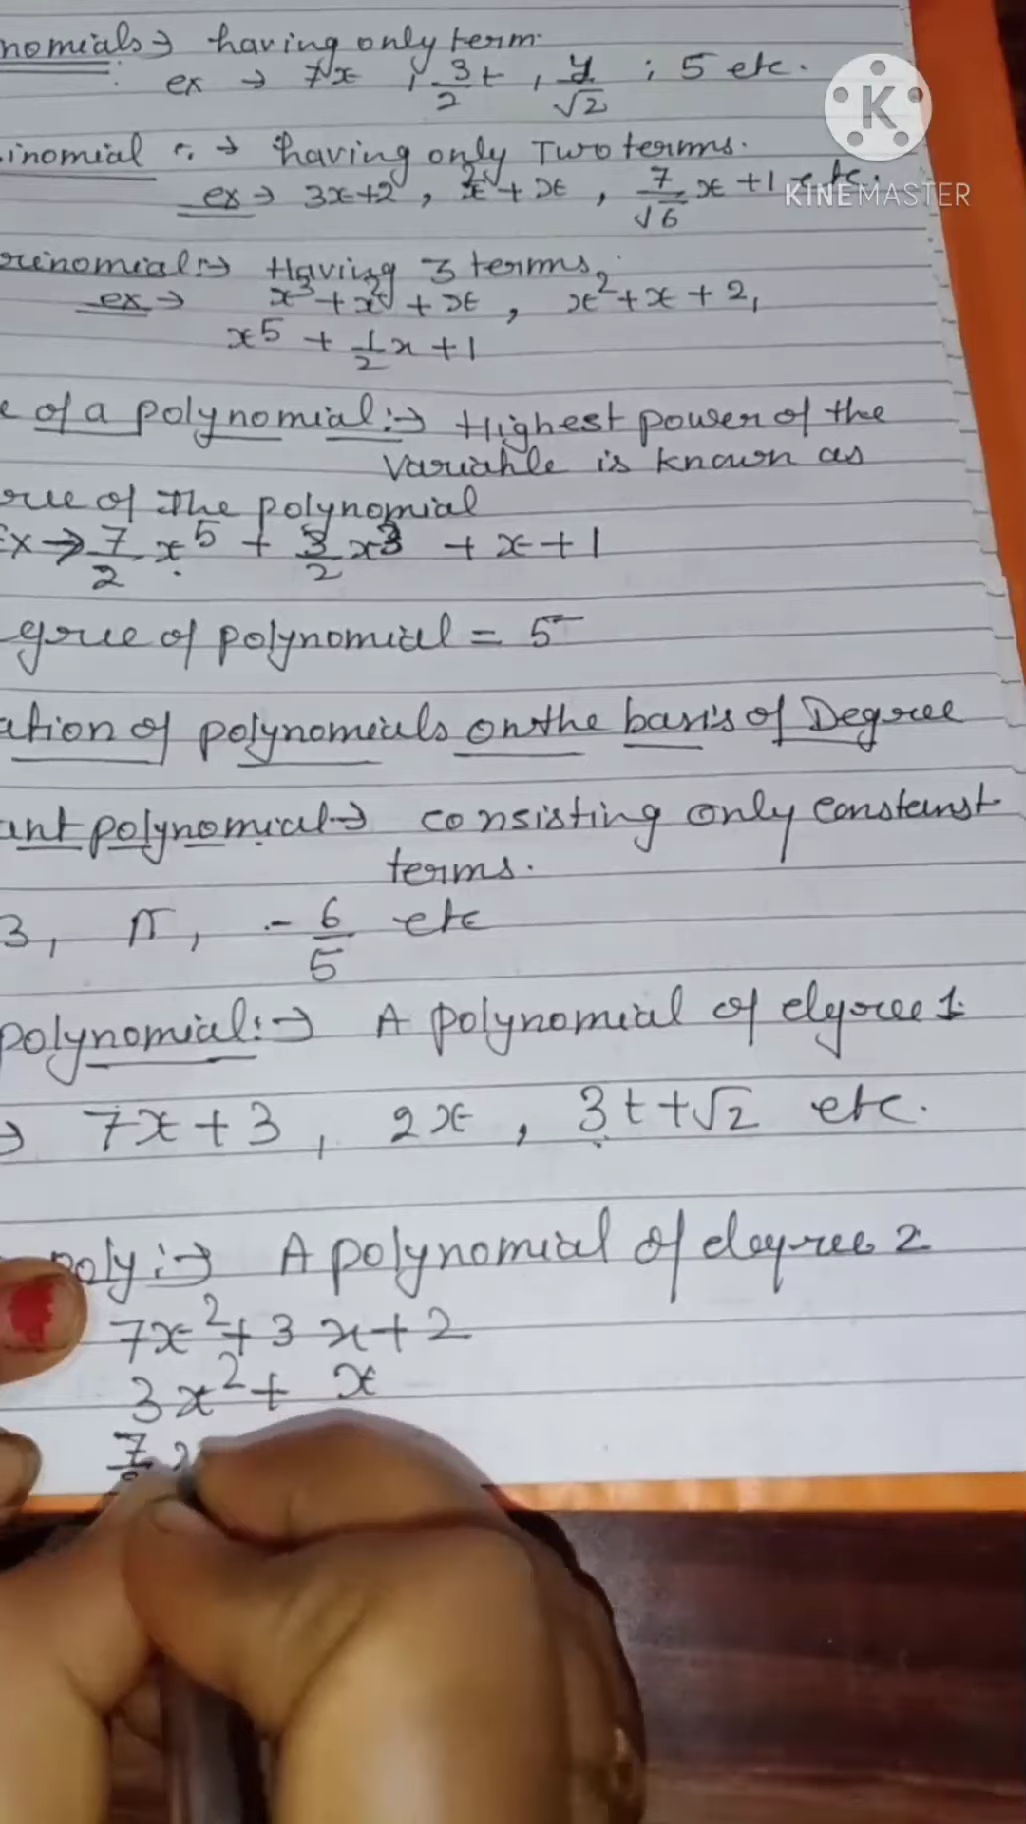 nomials → having only term.
ex → 7x , 3/2 t , y/√2 ; 5 etc.
K
inomial :→ having only Two terms.
ex → 3x+2 , x²+x , 7/√6 x +1 etc.
KINEMASTER
rinomial :→ Having 3 terms.
ex → x³ + x² + x , x² + x + 2,
x⁵ + 1/2 x + 1
e of a polynomial :→ Highest power of the
variable is known as
ree of the polynomial
Ex → 7/2 x⁵ + 3/2 x³ + x + 1
gree of polynomial = 5
ation of polynomials on the basis of Degree
ant polynomial → consisting only constant
terms.
3, π, - 6/5 etc
polynomial :→ A polynomial of degree 1.
→ 7x + 3 , 2x , 3t + √2 etc.
poly :→ A polynomial of degree 2
7x² + 3x + 2
3x² + x
7